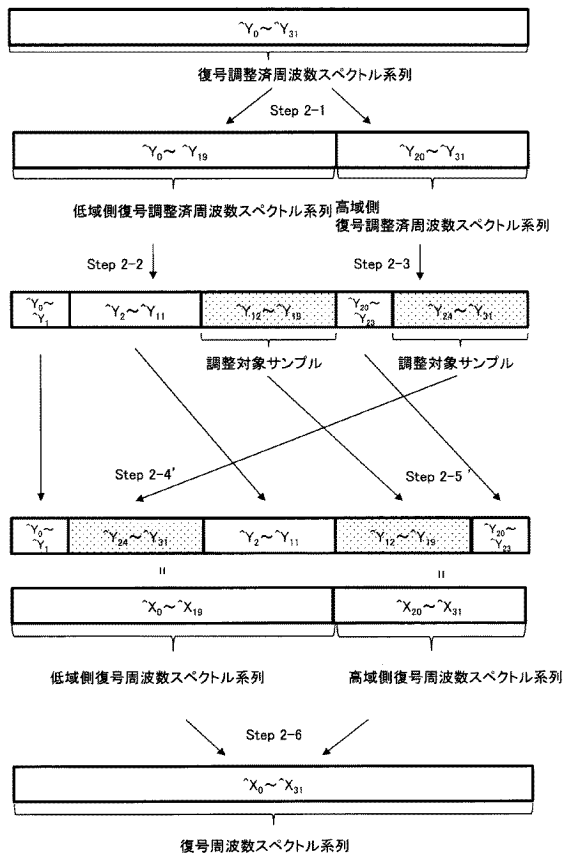 ^Y₀～^Y₃₁
復号調整済周波数スペクトル系列
Step 2-1
^Y₀～ ^Y₁₉
^Y₂₀～^Y₃₁
低域側復号調整済周波数スペクトル系列
高域側
復号調整済周波数スペクトル系列
Step 2-2
Step 2-3
^Y₀～
^Y₁
^Y₂～^Y₁₁
^Y₁₂～^Y₁₉
^Y₂₀～
^Y₂₃
^Y₂₄～^Y₃₁
調整対象サンプル
調整対象サンプル
Step 2-4'
Step 2-5'
^Y₀～
^Y₁
^Y₂₄～^Y₃₁
^Y₂～^Y₁₁
^Y₁₂～^Y₁₉
^Y₂₀～
^Y₂₃
=
=
^X₀～^X₁₉
^X₂₀～^X₃₁
低域側復号周波数スペクトル系列
高域側復号周波数スペクトル系列
Step 2-6
^X₀～^X₃₁
復号周波数スペクトル系列